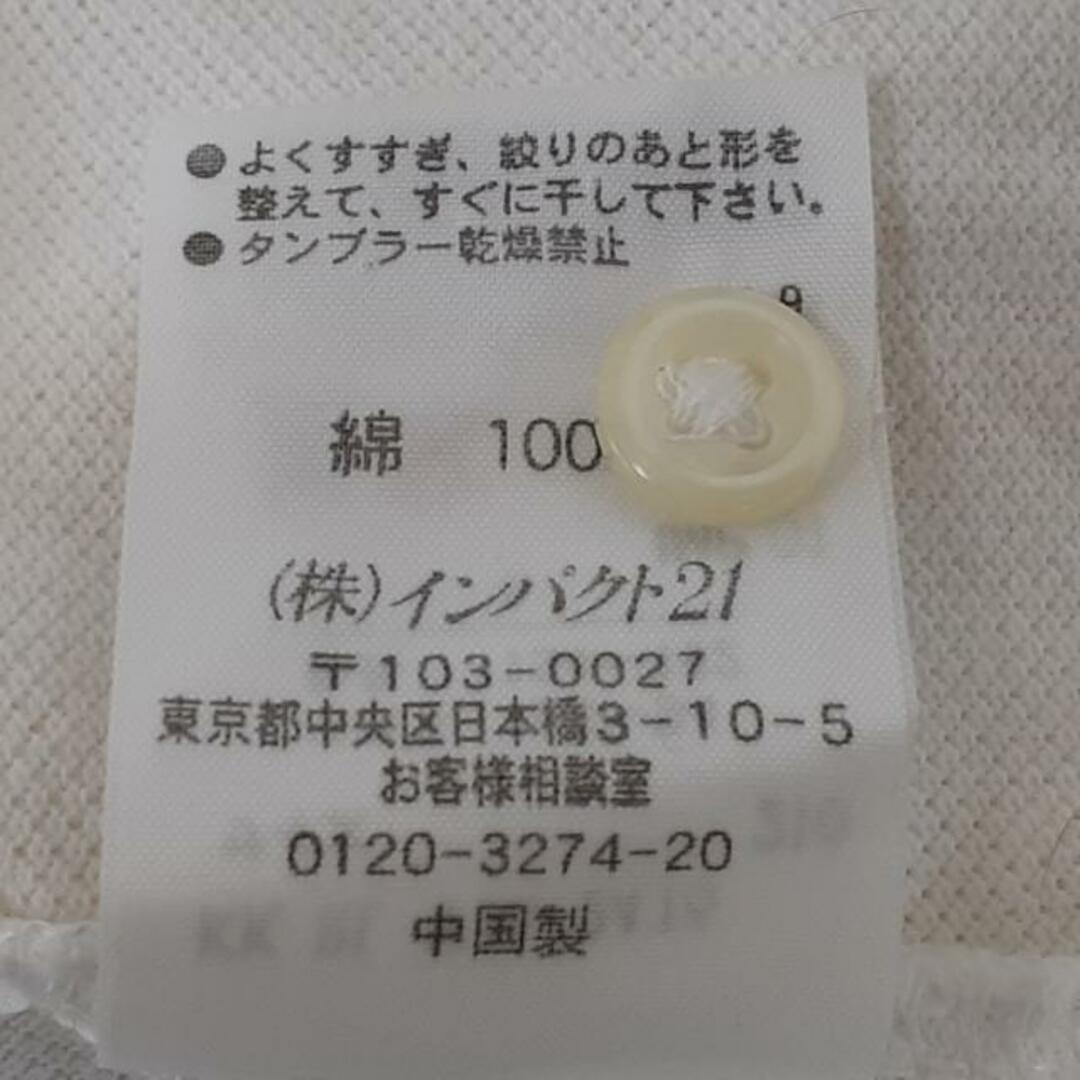 ●よくすすぎ、絞りのあと形を
整えて、すぐに干して下さい。
●タンブラー乾燥禁止
9
綿 100
(株)インパクト21
〒103-0027
東京都中央区日本橋3-10-5
お客様相談室
0120-3274-20
中国製